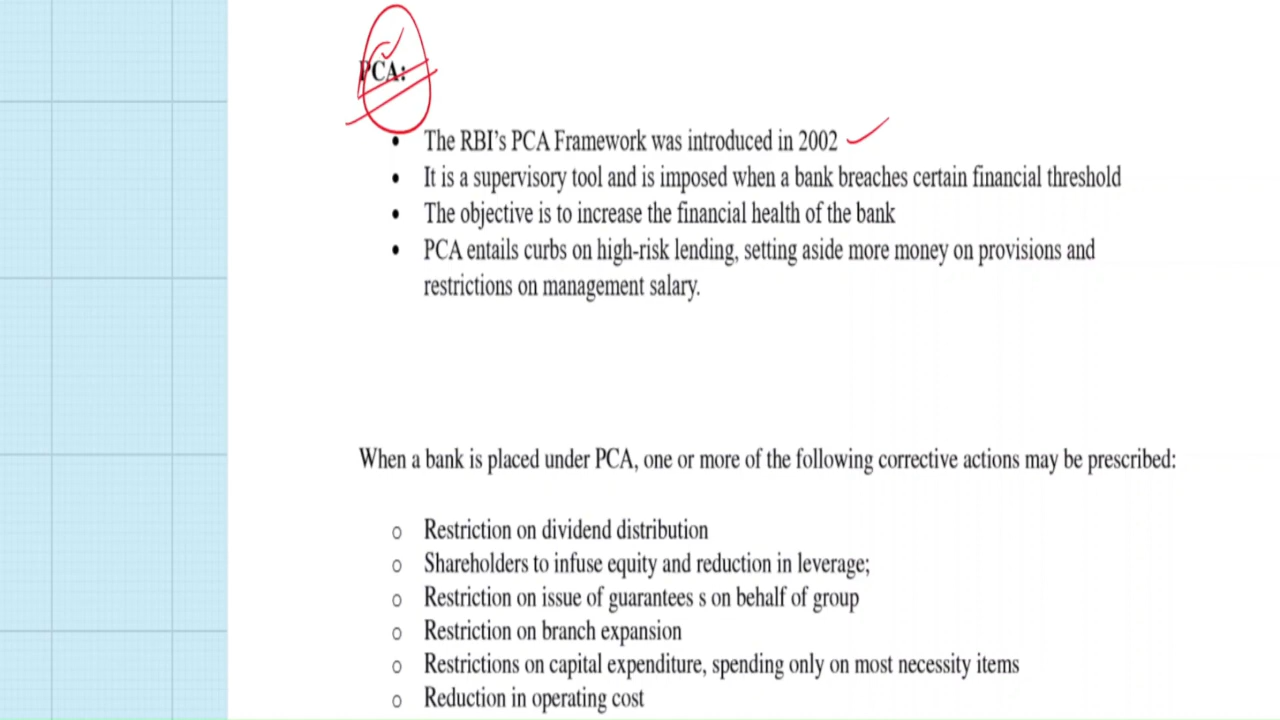 PCA:
• The RBI's PCA Framework was introduced in 2002
• It is a supervisory tool and is imposed when a bank breaches certain financial threshold
• The objective is to increase the financial health of the bank
• PCA entails curbs on high-risk lending, setting aside more money on provisions and
restrictions on management salary.
When a bank is placed under PCA, one or more of the following corrective actions may be prescribed:
o Restriction on dividend distribution
o Shareholders to infuse equity and reduction in leverage;
o Restriction on issue of guarantees s on behalf of group
o Restriction on branch expansion
o Restrictions on capital expenditure, spending only on most necessity items
o Reduction in operating cost